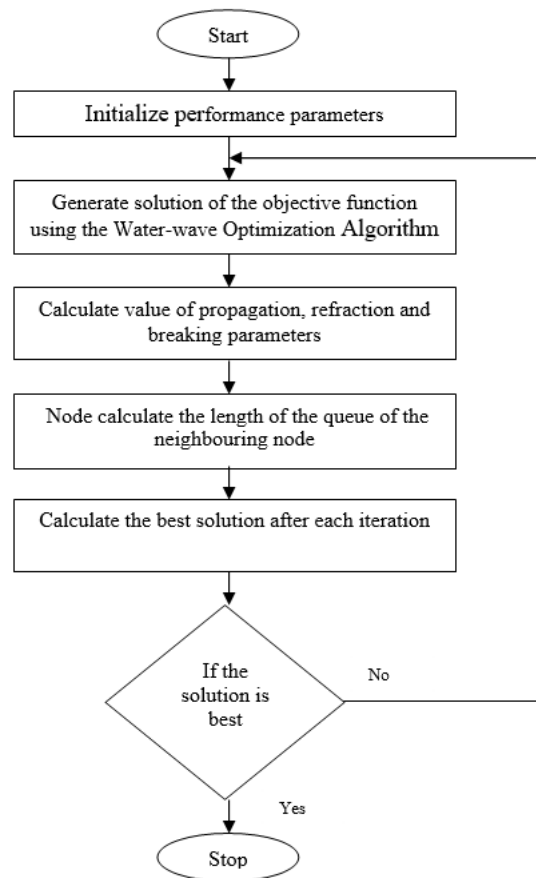 Start
Initialize performance parameters
Generate solution of the objective function
using the Water-wave Optimization Algorithm
Calculate value of propagation, refraction and
breaking parameters
Node calculate the length of the queue of the
neighbouring node
Calculate the best solution after each iteration
If the
solution is
best
No
Yes
Stop